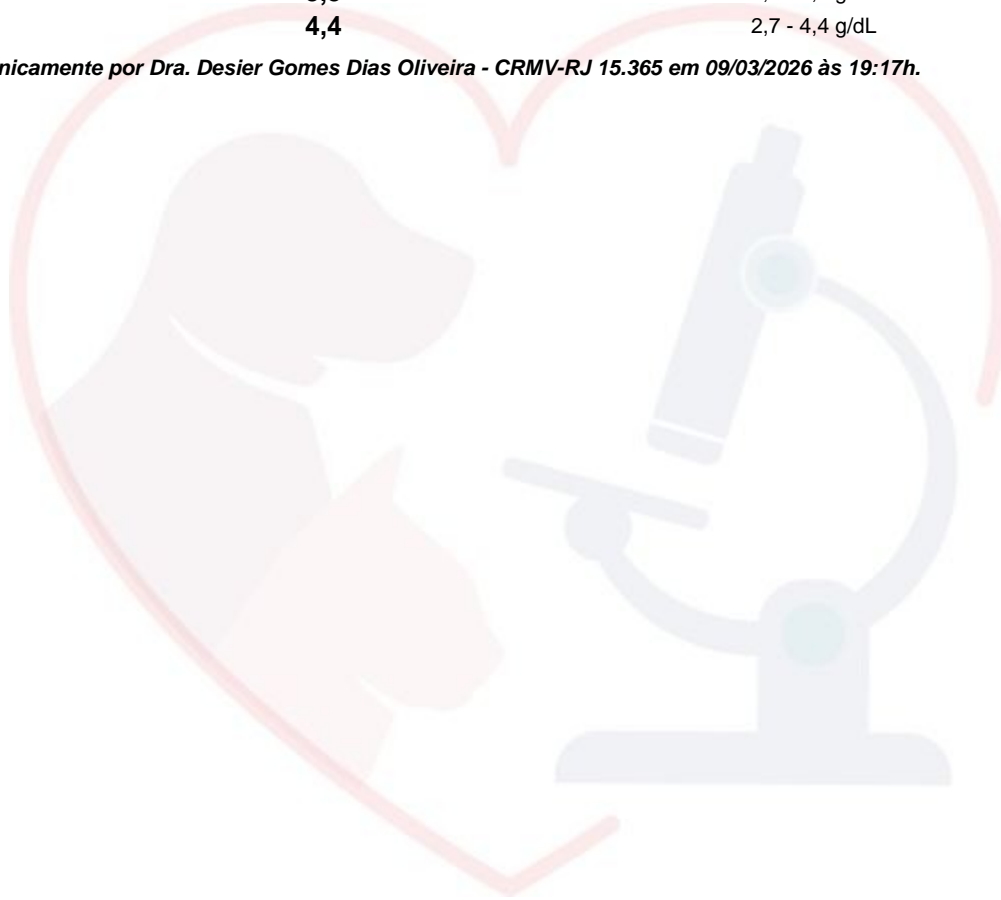 4,4 2,7 - 4,4 g/dL
nicamente por Dra. Desier Gomes Dias Oliveira - CRMV-RJ 15.365 em 09/03/2026 às 19:17h.